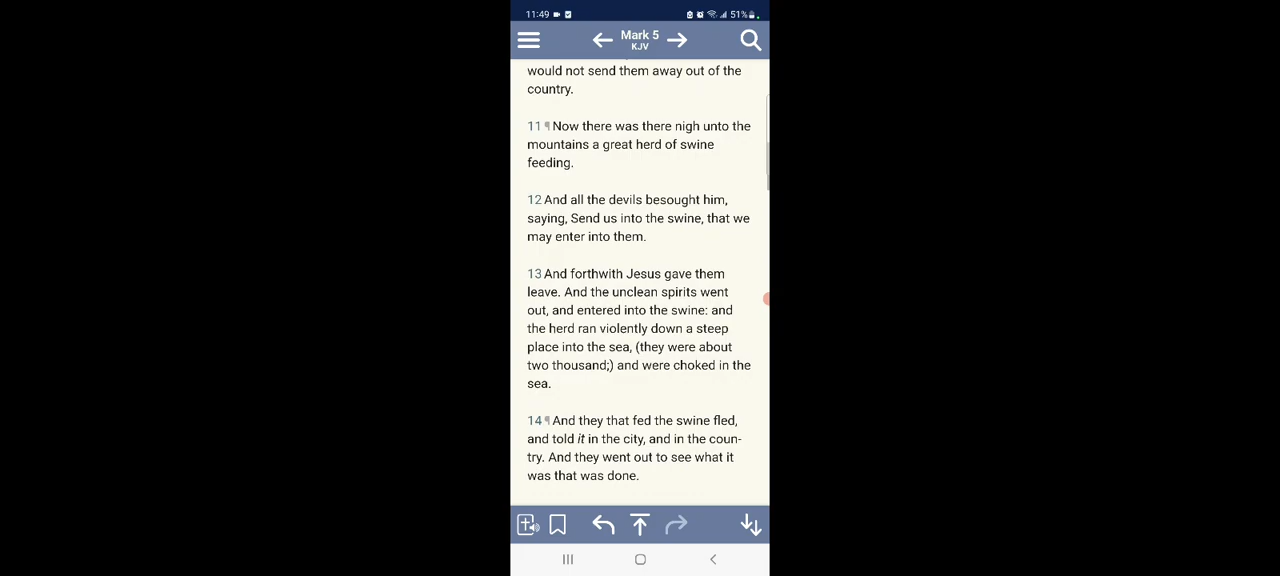 11:49 51%
Mark 5
KJV
would not send them away out of the
country.
11 ¶ Now there was there nigh unto the
mountains a great herd of swine
feeding.
12 And all the devils besought him,
saying, Send us into the swine, that we
may enter into them.
13 And forthwith Jesus gave them
leave. And the unclean spirits went
out, and entered into the swine: and
the herd ran violently down a steep
place into the sea, (they were about
two thousand;) and were choked in the
sea.
14 ¶ And they that fed the swine fled,
and told it in the city, and in the coun-
try. And they went out to see what it
was that was done.